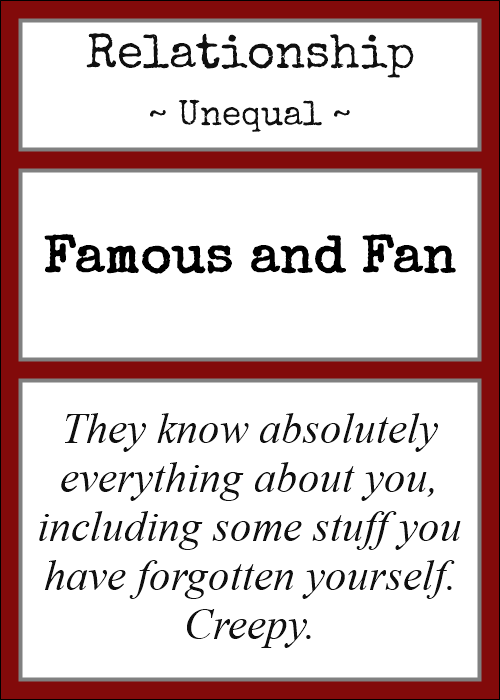 Relationship
~ Unequal ~
Famous and Fan
They know absolutely
everything about you,
including some stuff you
have forgotten yourself.
Creepy.